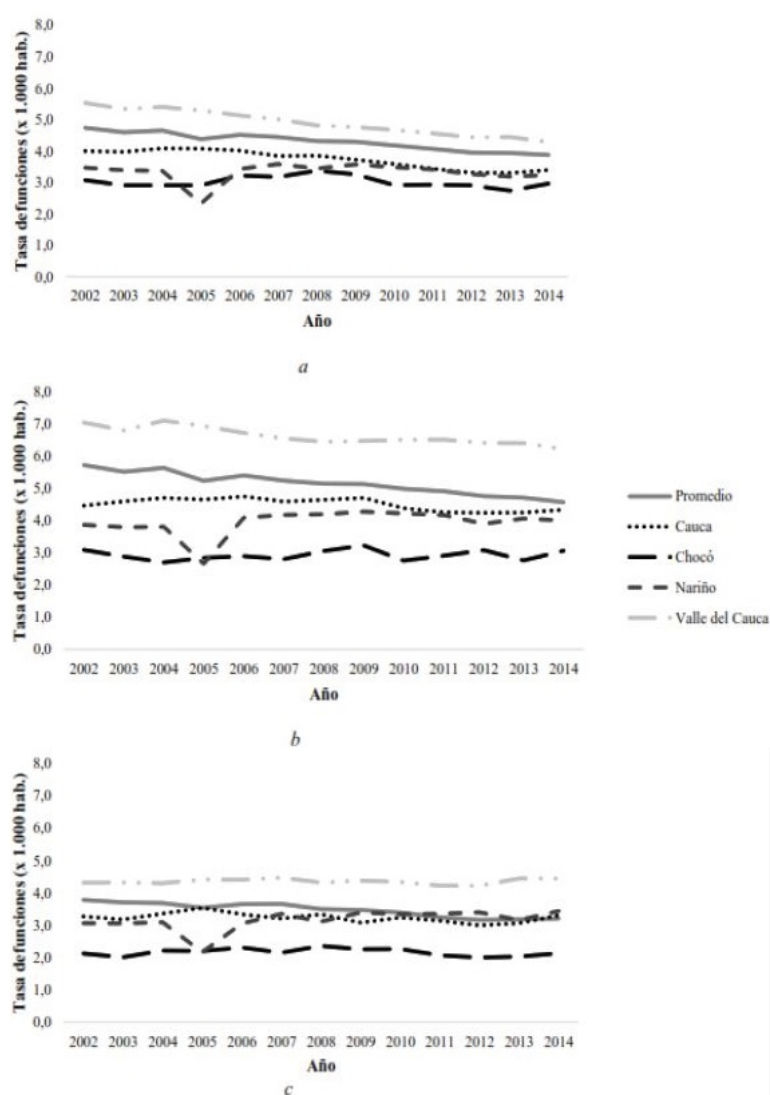 Tasa defunciones (x 1.000 hab.)
8,0
7,0
6,0
5,0
4,0
3,0
2,0
1,0
0,0
2002 2003 2004 2005 2006 2007 2008 2009 2010 2011 2012 2013 2014
Año
a
Tasa defunciones (x 1.000 hab.)
8,0
7,0
6,0
5,0
4,0
3,0
2,0
1,0
0,0
2002 2003 2004 2005 2006 2007 2008 2009 2010 2011 2012 2013 2014
Año
Promedio
Cauca
Chocó
Nariño
Valle del Cauca
b
Tasa defunciones (x 1.000 hab.)
8,0
7,0
6,0
5,0
4,0
3,0
2,0
1,0
0,0
2002 2003 2004 2005 2006 2007 2008 2009 2010 2011 2012 2013 2014
Año
c